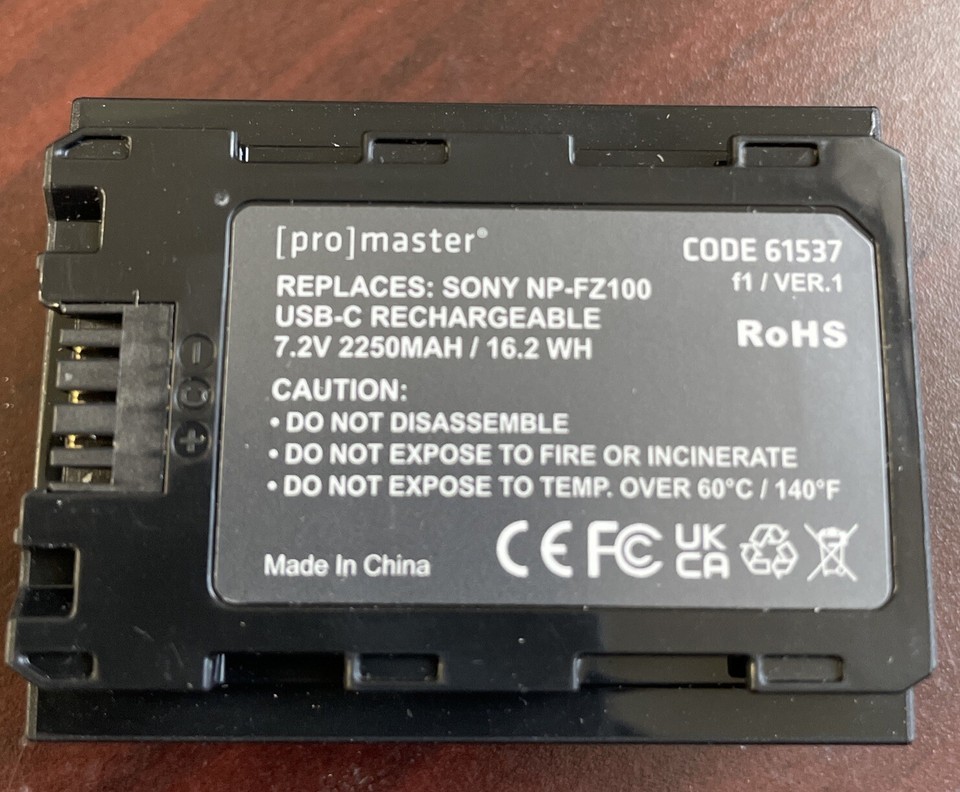 [pro]master®
CODE 61537
f1 / VER.1
REPLACES: SONY NP-FZ100
USB-C RECHARGEABLE
7.2V 2250MAH / 16.2 WH
RoHS
CAUTION:
• DO NOT DISASSEMBLE
• DO NOT EXPOSE TO FIRE OR INCINERATE
• DO NOT EXPOSE TO TEMP. OVER 60°C / 140°F
Made In China
CE FC UK
CA
- C +